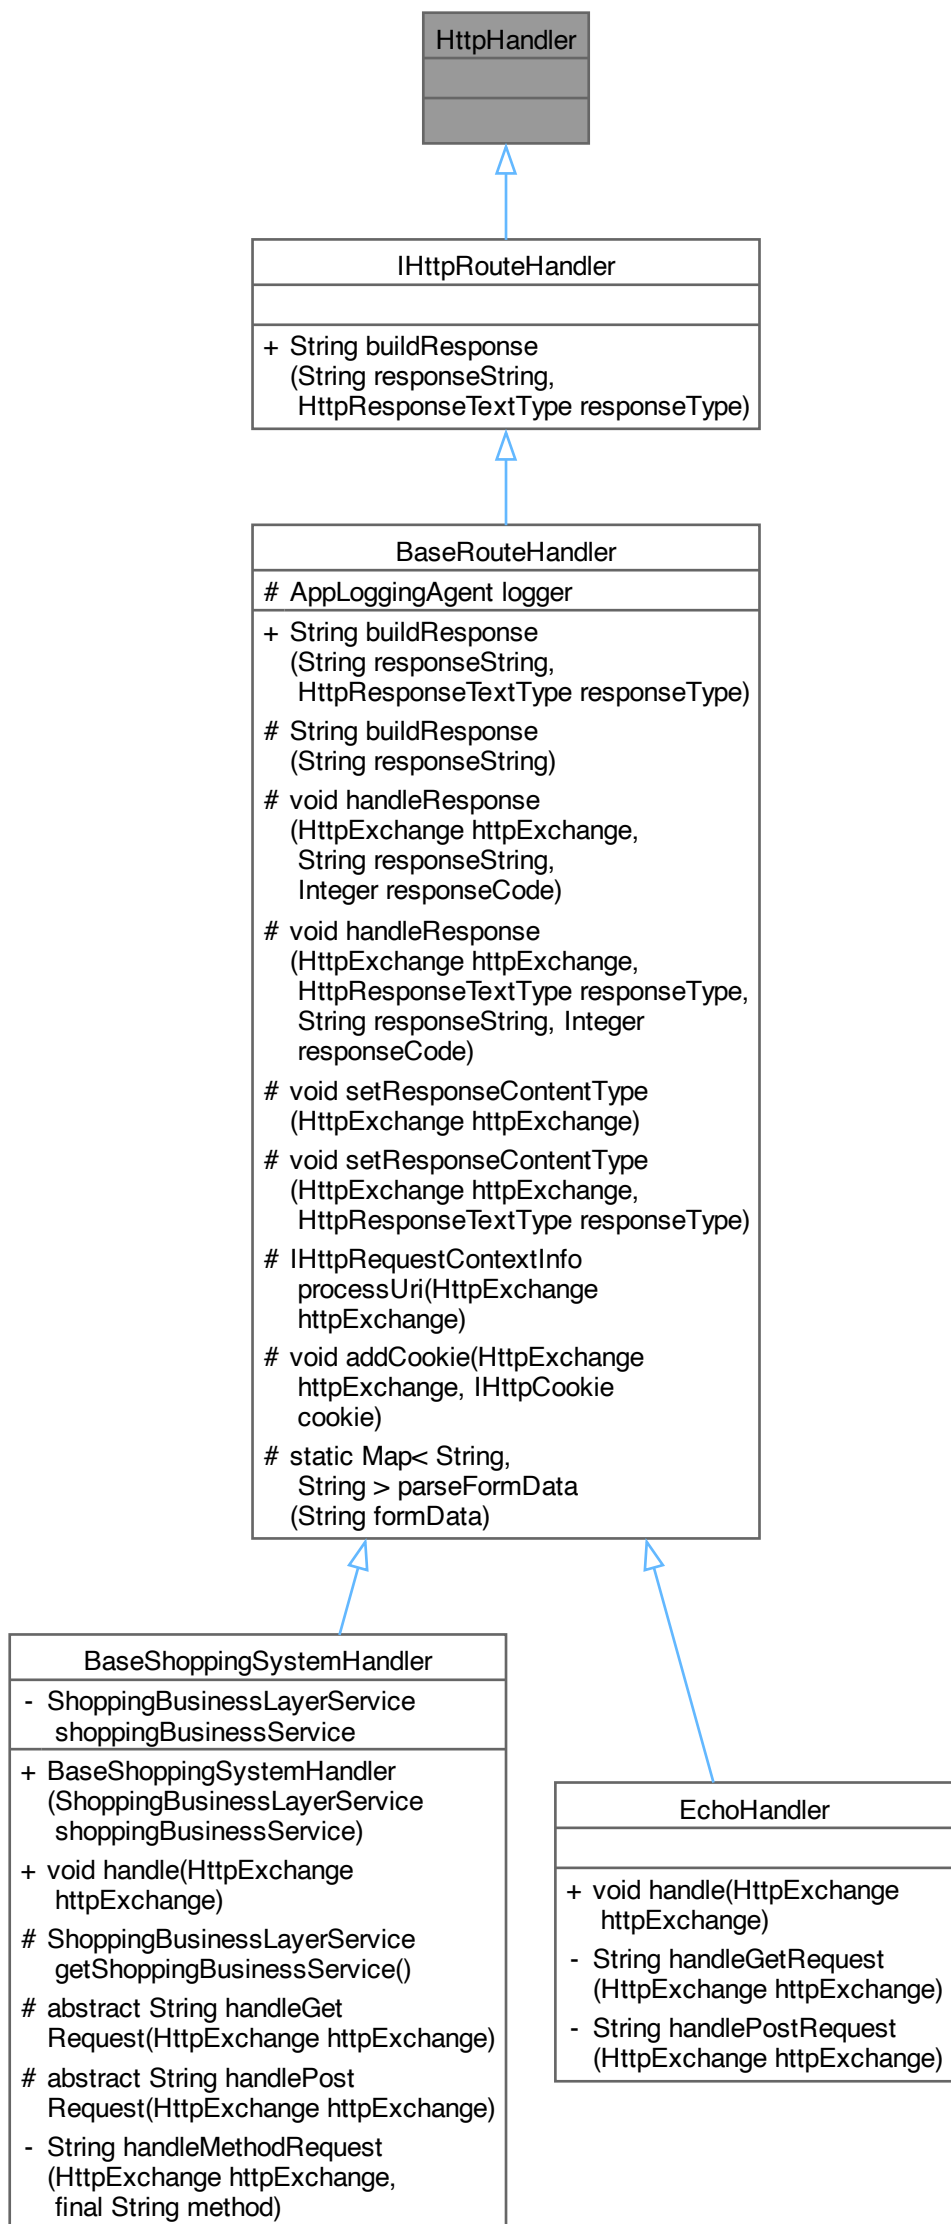 HttpHandler
IHttpRouteHandler
+ String buildResponse
(String responseString,
HttpResponseTextType responseType)
BaseRouteHandler
# AppLoggingAgent logger
+ String buildResponse
(String responseString,
HttpResponseTextType responseType)
# String buildResponse
(String responseString)
# void handleResponse
(HttpExchange httpExchange,
String responseString,
Integer responseCode)
# void handleResponse
(HttpExchange httpExchange,
HttpResponseTextType responseType,
String responseString, Integer
responseCode)
# void setResponseContentType
(HttpExchange httpExchange)
# void setResponseContentType
(HttpExchange httpExchange,
HttpResponseTextType responseType)
# IHttpRequestContextInfo
processUri(HttpExchange
httpExchange)
# void addCookie(HttpExchange
httpExchange, IHttpCookie
cookie)
# static Map< String,
String > parseFormData
(String formData)
BaseShoppingSystemHandler
- ShoppingBusinessLayerService
shoppingBusinessService
+ BaseShoppingSystemHandler
(ShoppingBusinessLayerService
shoppingBusinessService)
+ void handle(HttpExchange
httpExchange)
# ShoppingBusinessLayerService
getShoppingBusinessService()
# abstract String handleGet
Request(HttpExchange httpExchange)
# abstract String handlePost
Request(HttpExchange httpExchange)
- String handleMethodRequest
(HttpExchange httpExchange,
final String method)
EchoHandler
+ void handle(HttpExchange
httpExchange)
- String handleGetRequest
(HttpExchange httpExchange)
- String handlePostRequest
(HttpExchange httpExchange)